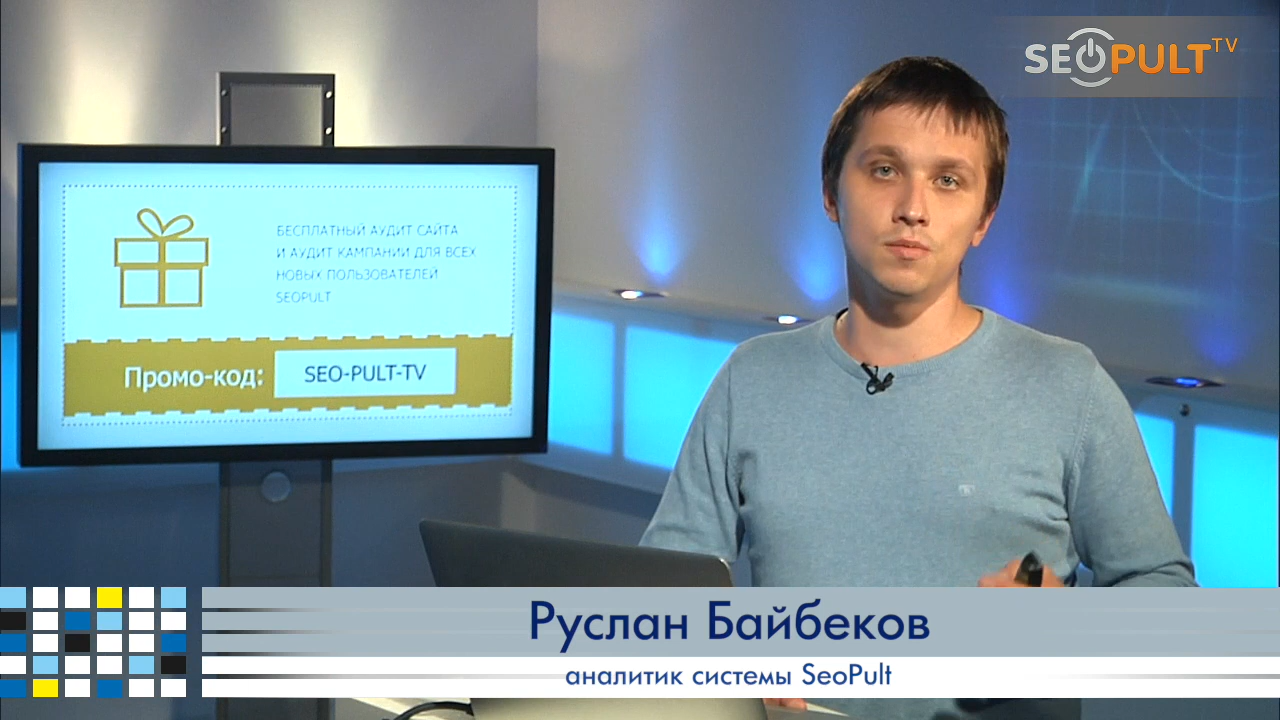 SEOPULT TV
БЕСПЛАТНЫЙ АУДИТ САЙТА
И АУДИТ КАМПАНИИ ДЛЯ ВСЕХ
НОВЫХ ПОЛЬЗОВАТЕЛЕЙ
SEOPULT
Промо-код: SEO-PULT-TV
Руслан Байбеков
аналитик системы SeoPult